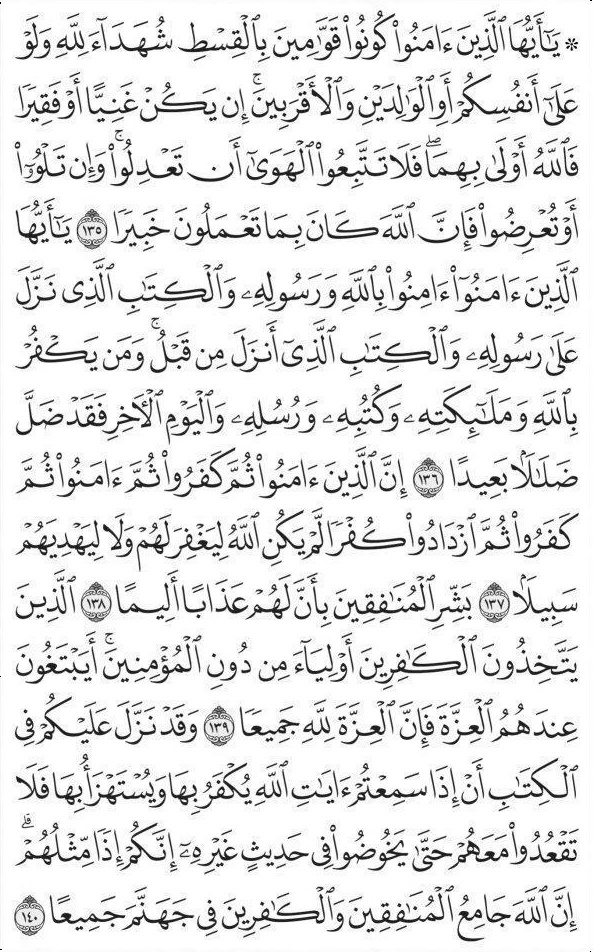 ۞ يَٰٓأَيُّهَا ٱلَّذِينَ ءَامَنُواْ كُونُواْ قَوَّٰمِينَ بِٱلۡقِسۡطِ شُهَدَآءَ لِلَّهِ وَلَوۡ
عَلَىٰٓ أَنفُسِكُمۡ أَوِ ٱلۡوَٰلِدَيۡنِ وَٱلۡأَقۡرَبِينَۚ إِن يَكُنۡ غَنِيًّا أَوۡ فَقِيرٗا
فَٱللَّهُ أَوۡلَىٰ بِهِمَاۖ فَلَا تَتَّبِعُواْ ٱلۡهَوَىٰٓ أَن تَعۡدِلُواْۚ وَإِن تَلۡوُۥٓاْ
أَوۡ تُعۡرِضُواْ فَإِنَّ ٱللَّهَ كَانَ بِمَا تَعۡمَلُونَ خَبِيرٗا ١٣٥ يَٰٓأَيُّهَا
ٱلَّذِينَ ءَامَنُوٓاْ ءَامِنُواْ بِٱللَّهِ وَرَسُولِهِۦ وَٱلۡكِتَٰبِ ٱلَّذِي نَزَّلَ
عَلَىٰ رَسُولِهِۦ وَٱلۡكِتَٰبِ ٱلَّذِيٓ أَنزَلَ مِن قَبۡلُۚ وَمَن يَكۡفُرۡ
بِٱللَّهِ وَمَلَٰٓئِكَتِهِۦ وَكُتُبِهِۦ وَرُسُلِهِۦ وَٱلۡيَوۡمِ ٱلۡأٓخِرِ فَقَدۡ ضَلَّ
ضَلَٰلَۢا بَعِيدًا ١٣٦ إِنَّ ٱلَّذِينَ ءَامَنُواْ ثُمَّ كَفَرُواْ ثُمَّ ءَامَنُواْ ثُمَّ
كَفَرُواْ ثُمَّ ٱزۡدَادُواْ كُفۡرٗا لَّمۡ يَكُنِ ٱللَّهُ لِيَغۡفِرَ لَهُمۡ وَلَا لِيَهۡدِيَهُمۡ
سَبِيلَۢا ١٣٧ بَشِّرِ ٱلۡمُنَٰفِقِينَ بِأَنَّ لَهُمۡ عَذَابًا أَلِيمًا ١٣٨ ٱلَّذِينَ
يَتَّخِذُونَ ٱلۡكَٰفِرِينَ أَوۡلِيَآءَ مِن دُونِ ٱلۡمُؤۡمِنِينَۚ أَيَبۡتَغُونَ
عِندَهُمُ ٱلۡعِزَّةَ فَإِنَّ ٱلۡعِزَّةَ لِلَّهِ جَمِيعٗا ١٣٩ وَقَدۡ نَزَّلَ عَلَيۡكُمۡ فِي
ٱلۡكِتَٰبِ أَنۡ إِذَا سَمِعۡتُمۡ ءَايَٰتِ ٱللَّهِ يُكۡفَرُ بِهَا وَيُسۡتَهۡزَأُ بِهَا فَلَا
تَقۡعُدُواْ مَعَهُمۡ حَتَّىٰ يَخُوضُواْ فِي حَدِيثٍ غَيۡرِهِۦٓ إِنَّكُمۡ إِذٗا مِّثۡلُهُمۡۗ
إِنَّ ٱللَّهَ جَامِعُ ٱلۡمُنَٰفِقِينَ وَٱلۡكَٰفِرِينَ فِي جَهَنَّمَ جَمِيعًا ١٤٠